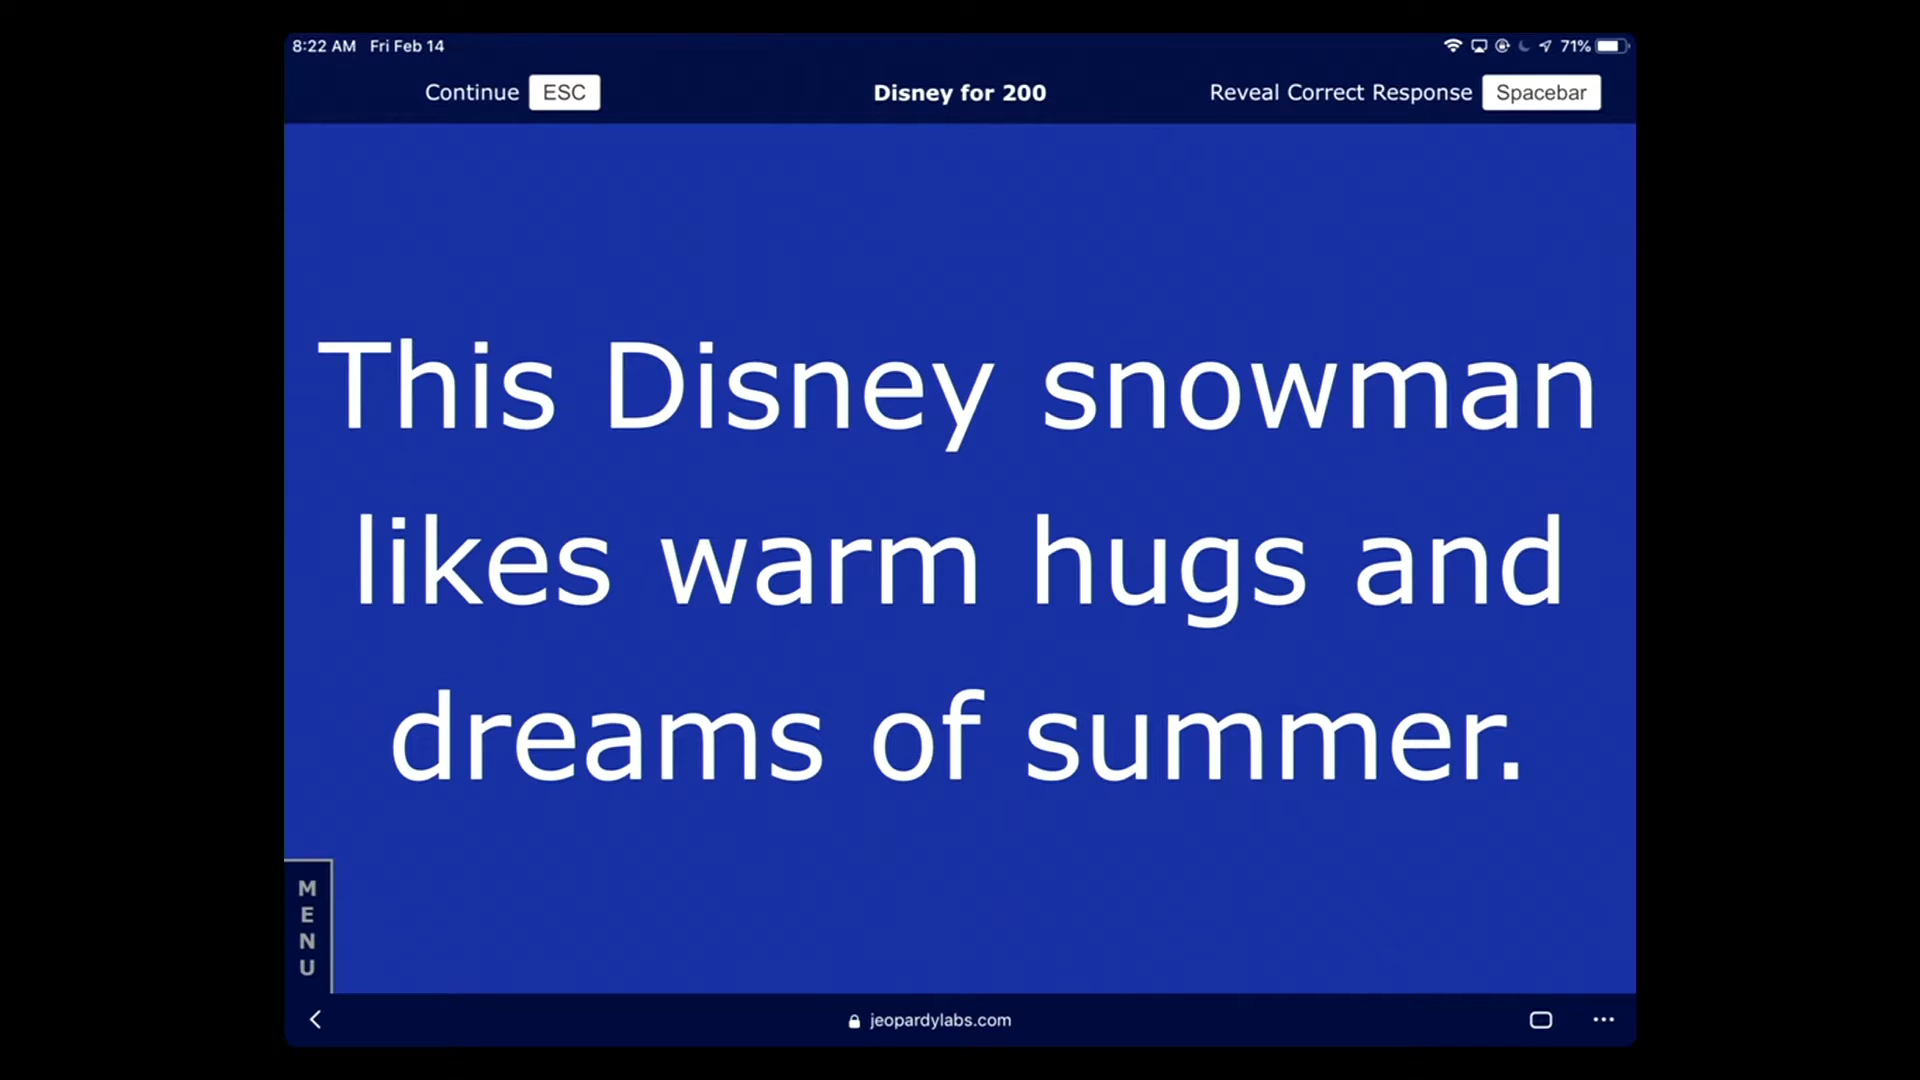 8:22 AM Fri Feb 14 71%
Continue ESC Disney for 200 Reveal Correct Response Spacebar
This Disney snowman
likes warm hugs and
dreams of summer.
MENU
jeopardylabs.com